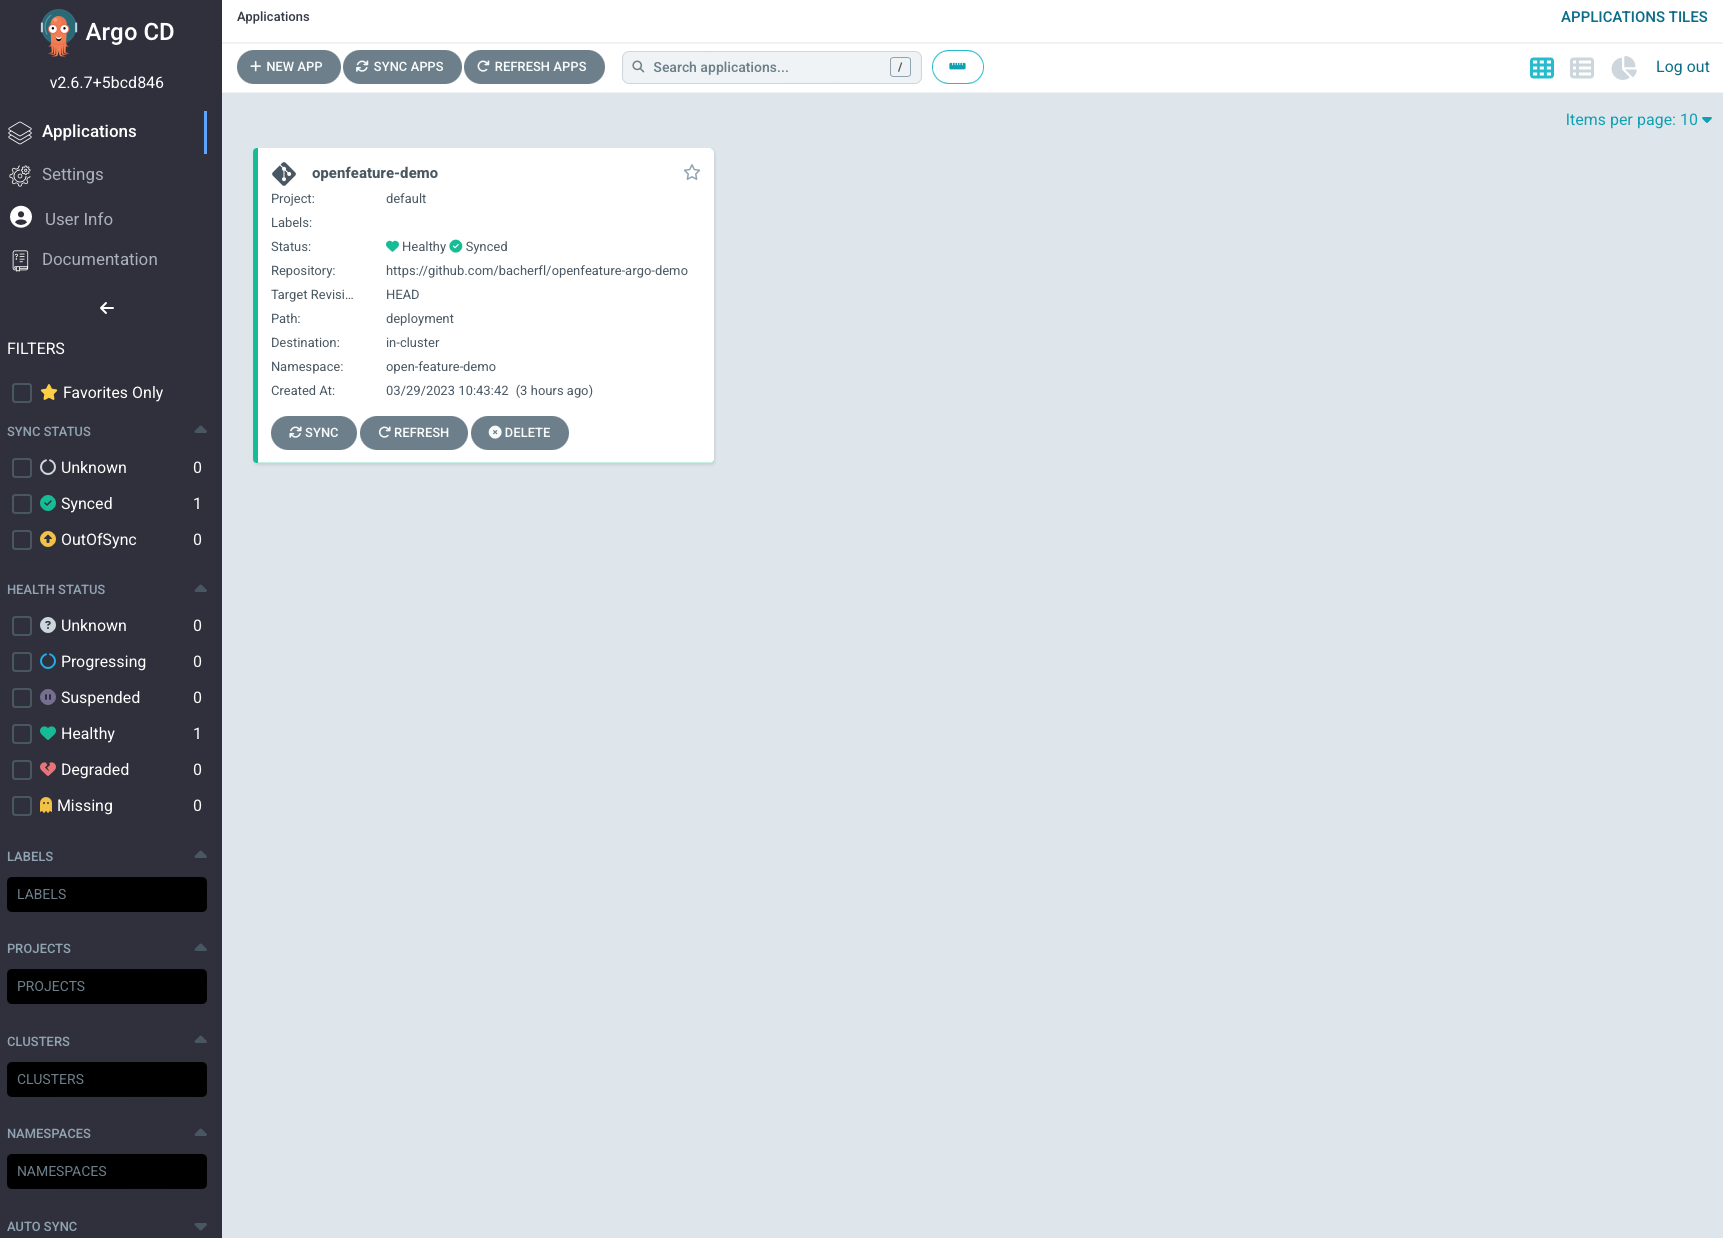 Argo CD
v2.6.7+5bcd846
Applications
Settings
User Info
Documentation
FILTERS
Favorites Only
SYNC STATUS
Unknown 0
Synced 1
OutOfSync 0
HEALTH STATUS
Unknown 0
Progressing 0
Suspended 0
Healthy 1
Degraded 0
Missing 0
LABELS
LABELS
PROJECTS
PROJECTS
CLUSTERS
CLUSTERS
NAMESPACES
NAMESPACES
AUTO SYNC
Applications APPLICATIONS TILES
NEW APP SYNC APPS REFRESH APPS Search applications... / Log out
Items per page: 10
openfeature-demo
Project: default
Labels:
Status: Healthy Synced
Repository: https://github.com/bacherfl/openfeature-argo-demo
Target Revisi... HEAD
Path: deployment
Destination: in-cluster
Namespace: open-feature-demo
Created At: 03/29/2023 10:43:42 (3 hours ago)
SYNC REFRESH DELETE